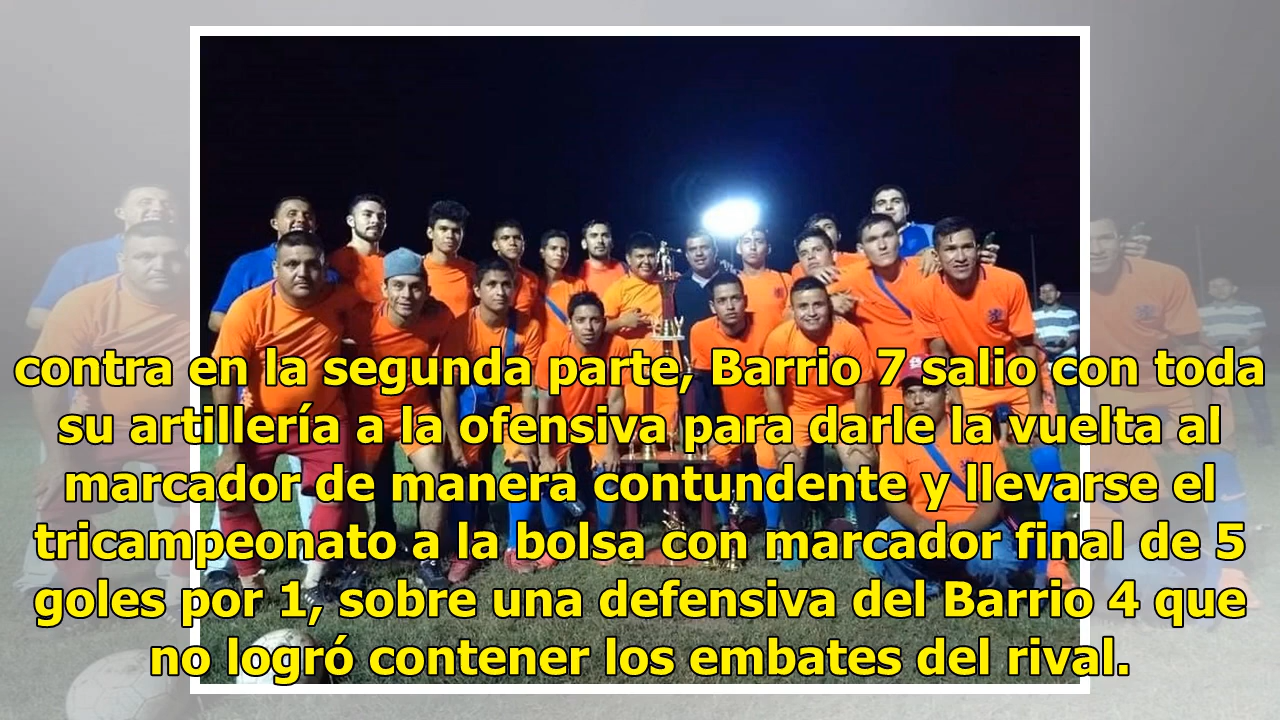 contra en la segunda parte, Barrio 7 salio con toda
su artillería a la ofensiva para darle la vuelta al
marcador de manera contundente y llevarse el
tricampeonato a la bolsa con marcador final de 5
goles por 1, sobre una defensiva del Barrio 4 que
no logró contener los embates del rival.